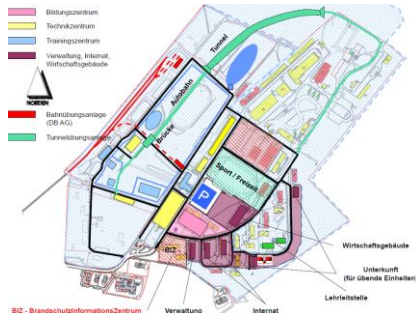 Bildungszentrum
Technikzentrum
Trainingszentrum
Verwaltung, Internat,
Wirtschaftsgebäude
NORDEN
Bahnübungsanlage
(DB AG)
Tunnelübungsanlage
Tunnel
Autobahn
Brücke
Sport / Freizeit
P
BIZ
Wirtschaftsgebäude
Unterkunft
(für übende Einheiten)
Lehrleitstelle
BIZ - BrandschutzInformationsZentrum
Verwaltung
Internat